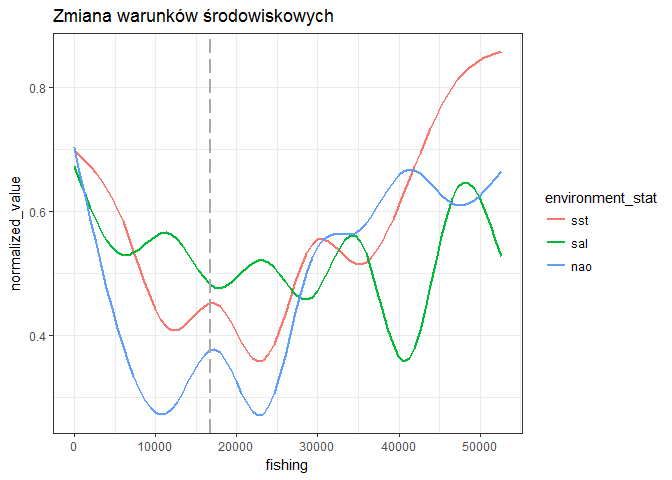 Zmiana warunków środowiskowych
normalized_value
0.8
0.6
0.4
0
10000
20000
30000
40000
50000
fishing
environment_stat
sst
sal
nao